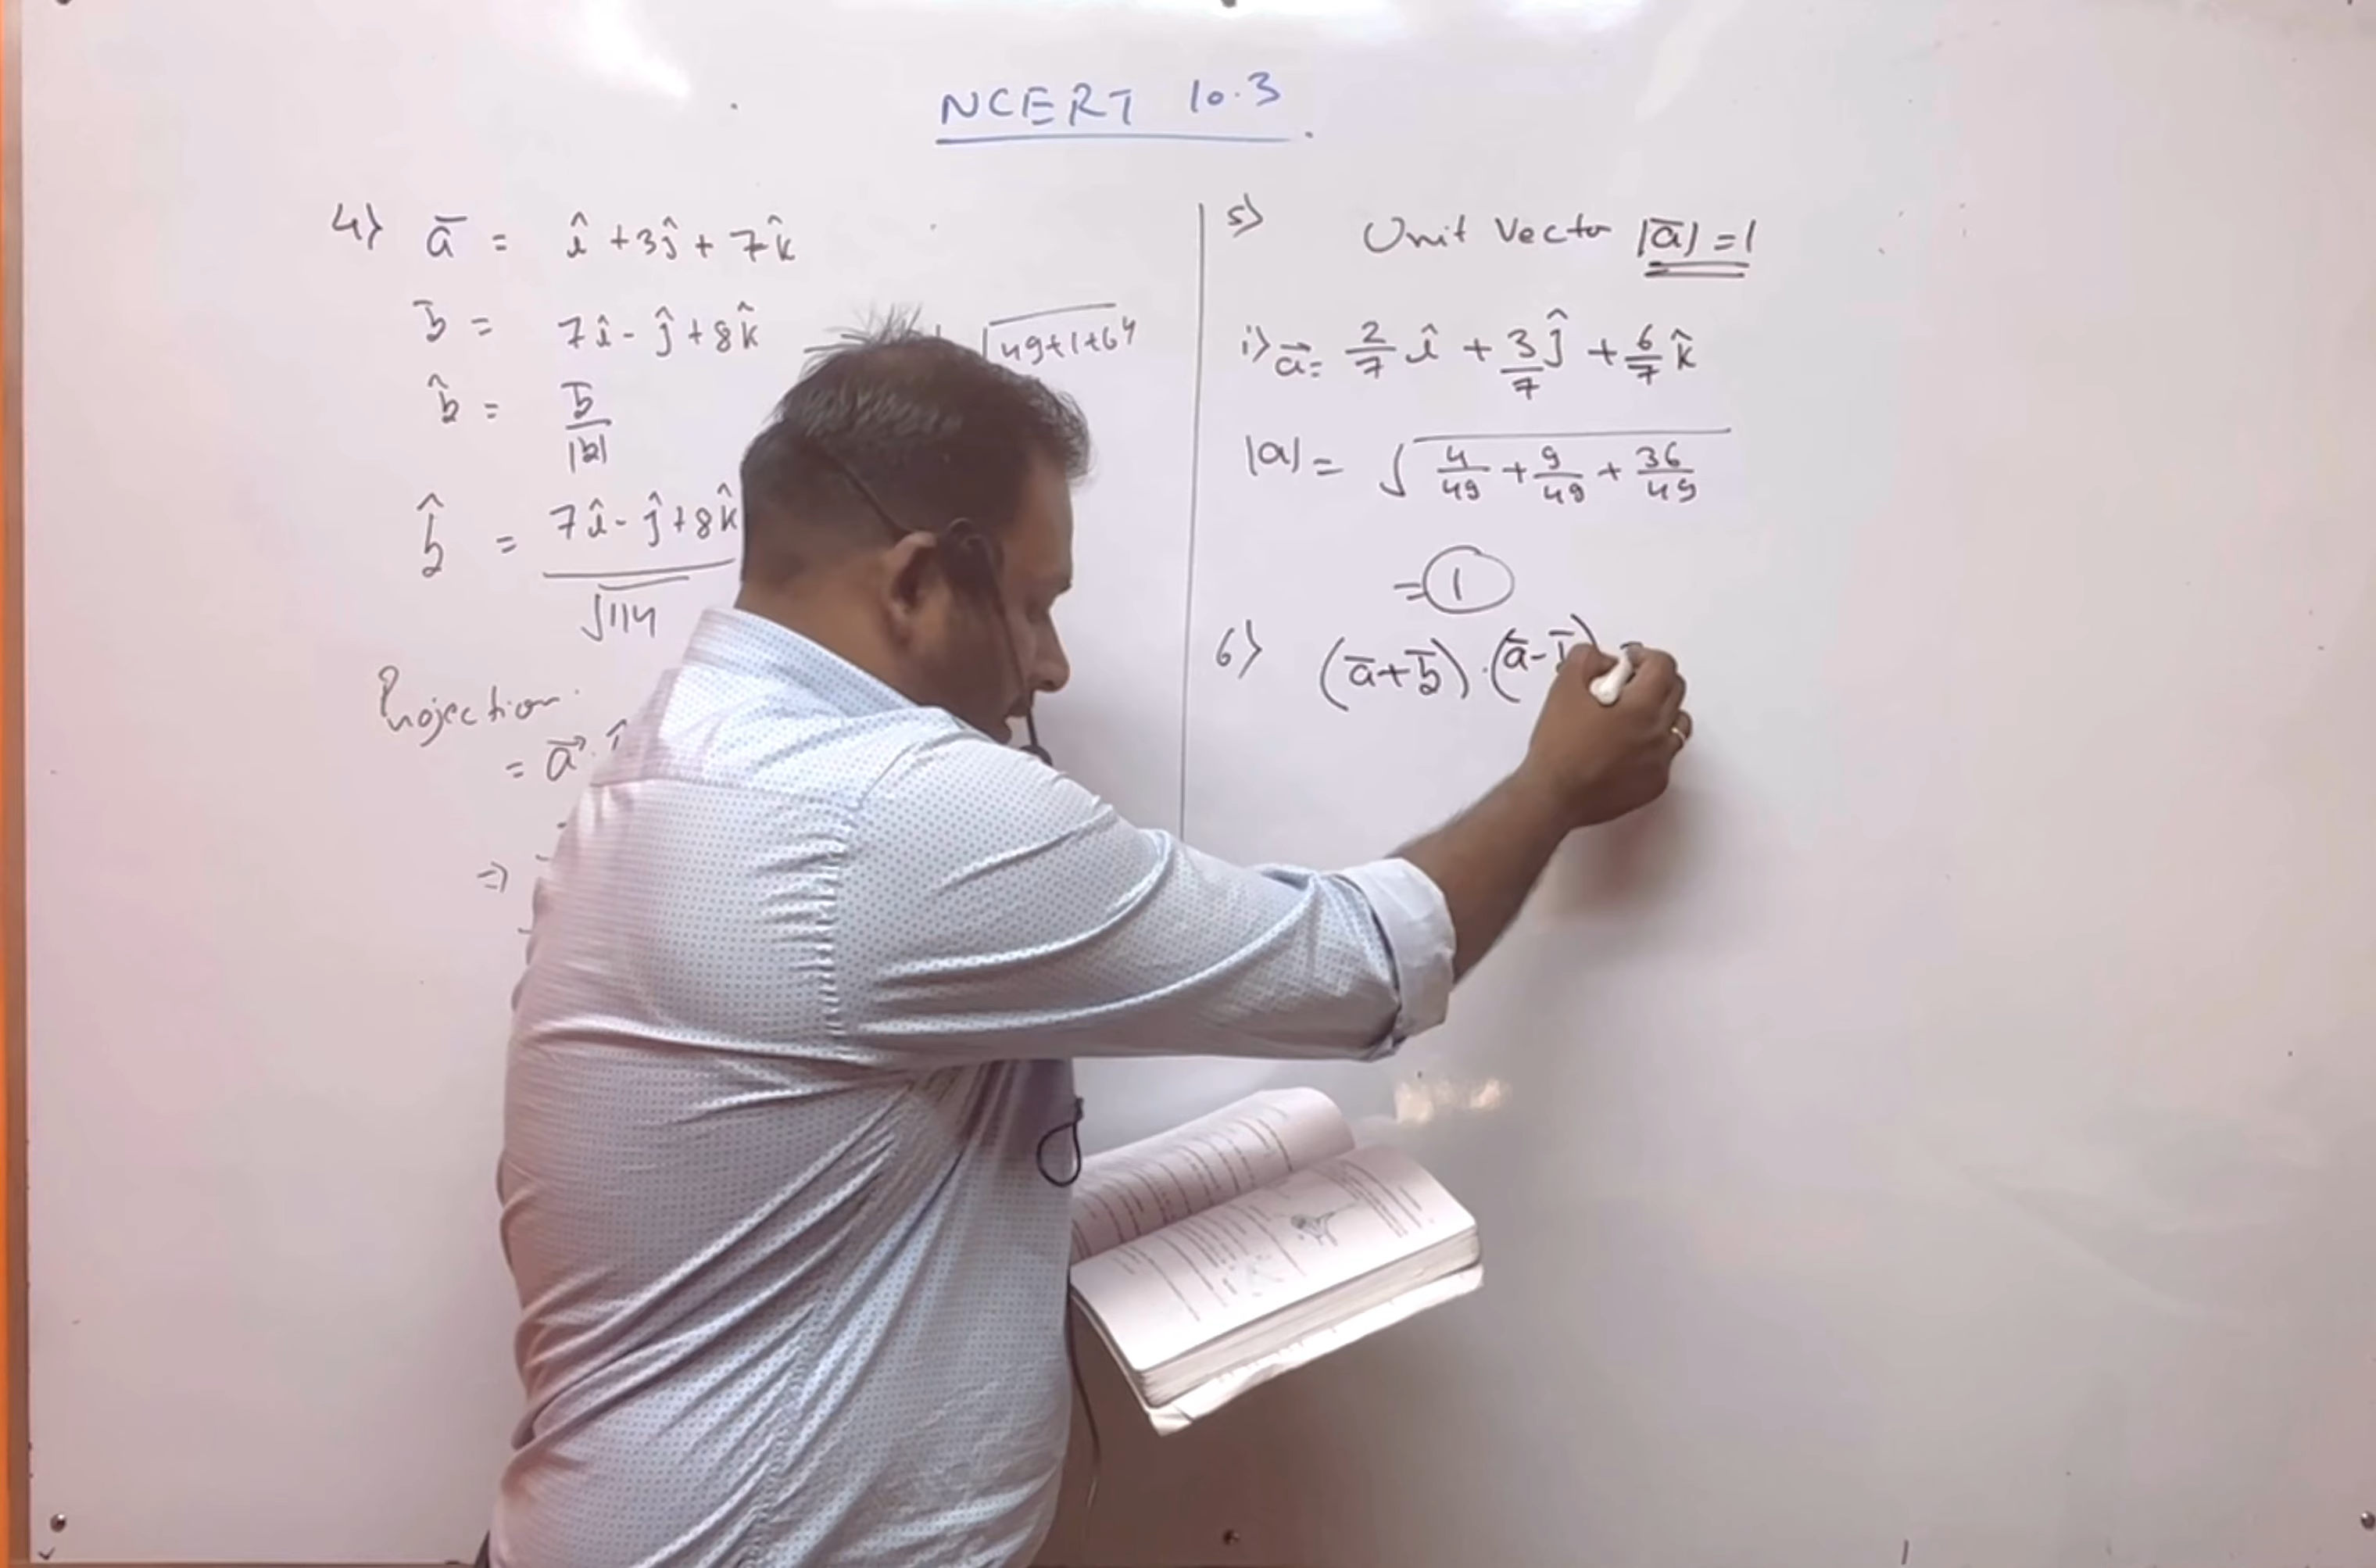 NCERT 10.3
4) a̅ = î + 3ĵ + 7k̂
b̅ = 7î - ĵ + 8k̂
√49+1+64
b̂ = b̅/|b|
b̂ = 7î - ĵ + 8k̂ / √114
Projection
= a⃗ .
⇒
5) Unit Vector |a̅| = 1
i) a⃗ = 2/7 î + 3/7 ĵ + 6/7 k̂
|a| = √4/49 + 9/49 + 36/49
= 1
6) (a̅+b̅) . (a̅-